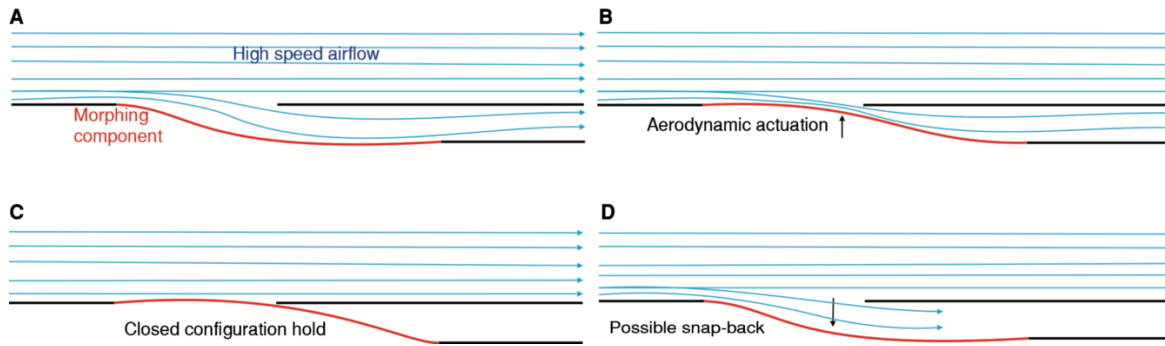 A
High speed airflow
Morphing
component
B
Aerodynamic actuation
C
Closed configuration hold
D
Possible snap-back